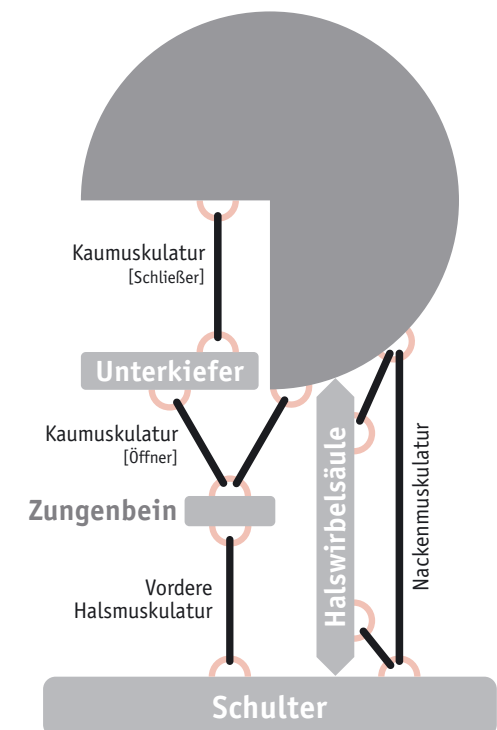 Kaumuskulatur
[Schließer]
Unterkiefer
Kaumuskulatur
[Öffner]
Zungenbein
Vordere
Halsmuskulatur
Halswirbelsäule
Nackenmuskulatur
Schulter